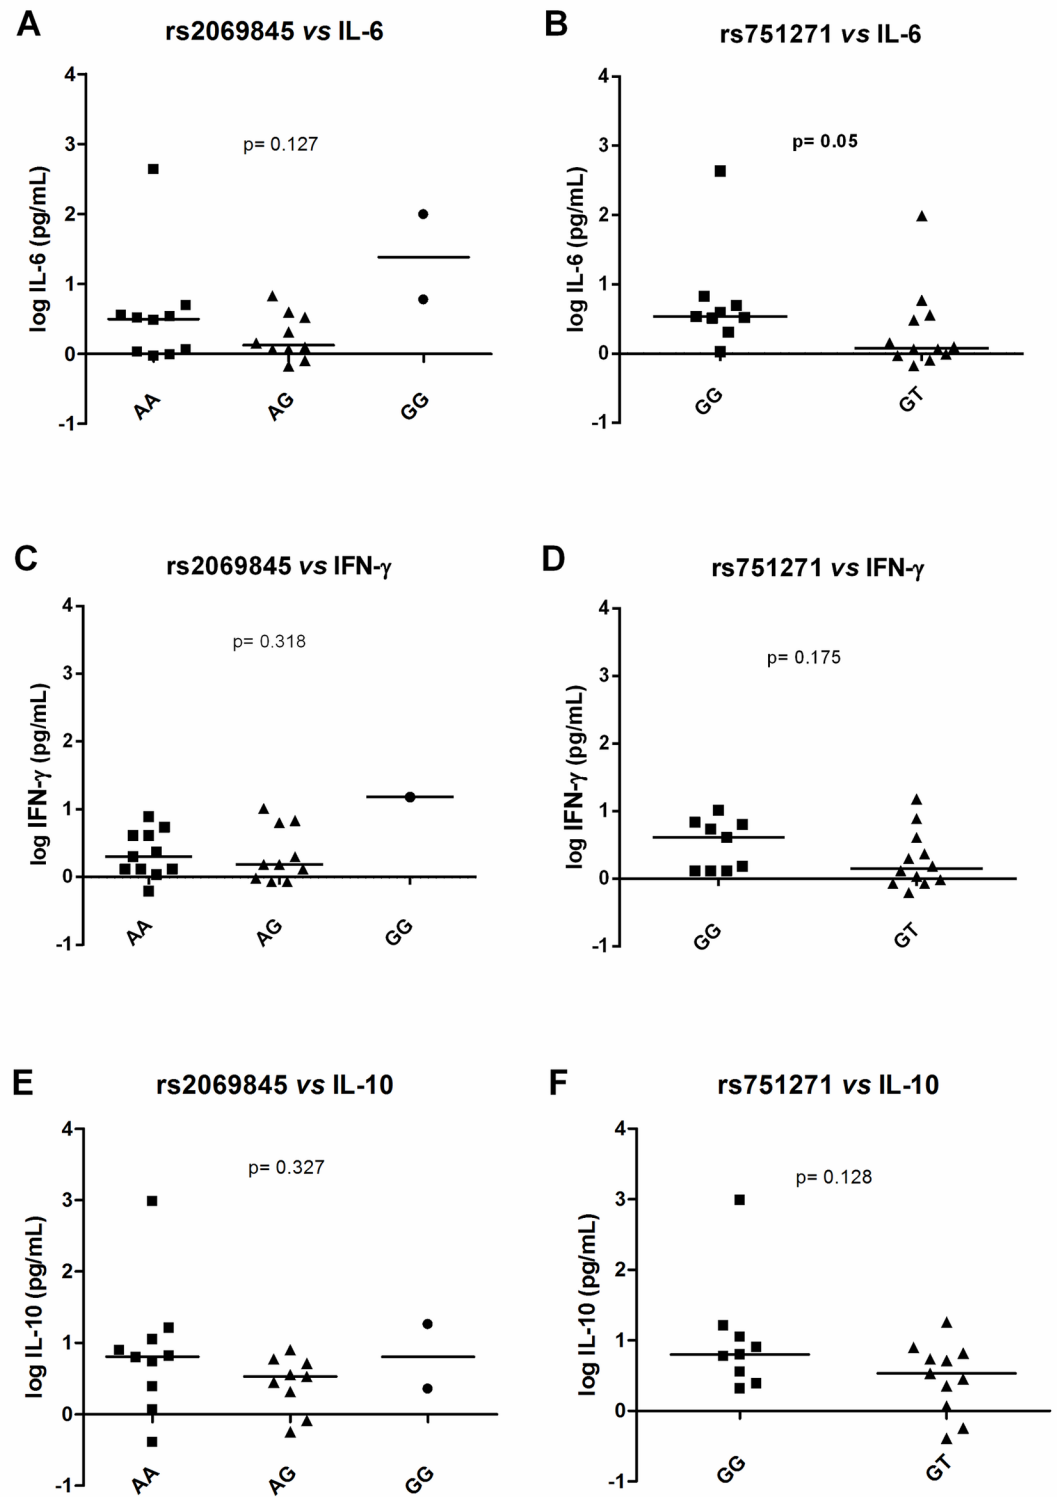 A
rs2069845 vs IL-6
4
3
2
1
0
-1
log IL-6 (pg/mL)
p= 0.127
AA
AG
GG
B
rs751271 vs IL-6
4
3
2
1
0
-1
log IL-6 (pg/mL)
p= 0.05
GG
GT
C
rs2069845 vs IFN-γ
4
3
2
1
0
-1
log IFN-γ (pg/mL)
p= 0.318
AA
AG
GG
D
rs751271 vs IFN-γ
4
3
2
1
0
-1
log IFN-γ (pg/mL)
p= 0.175
GG
GT
E
rs2069845 vs IL-10
4
3
2
1
0
-1
log IL-10 (pg/mL)
p= 0.327
AA
AG
GG
F
rs751271 vs IL-10
4
3
2
1
0
-1
log IL-10 (pg/mL)
p= 0.128
GG
GT